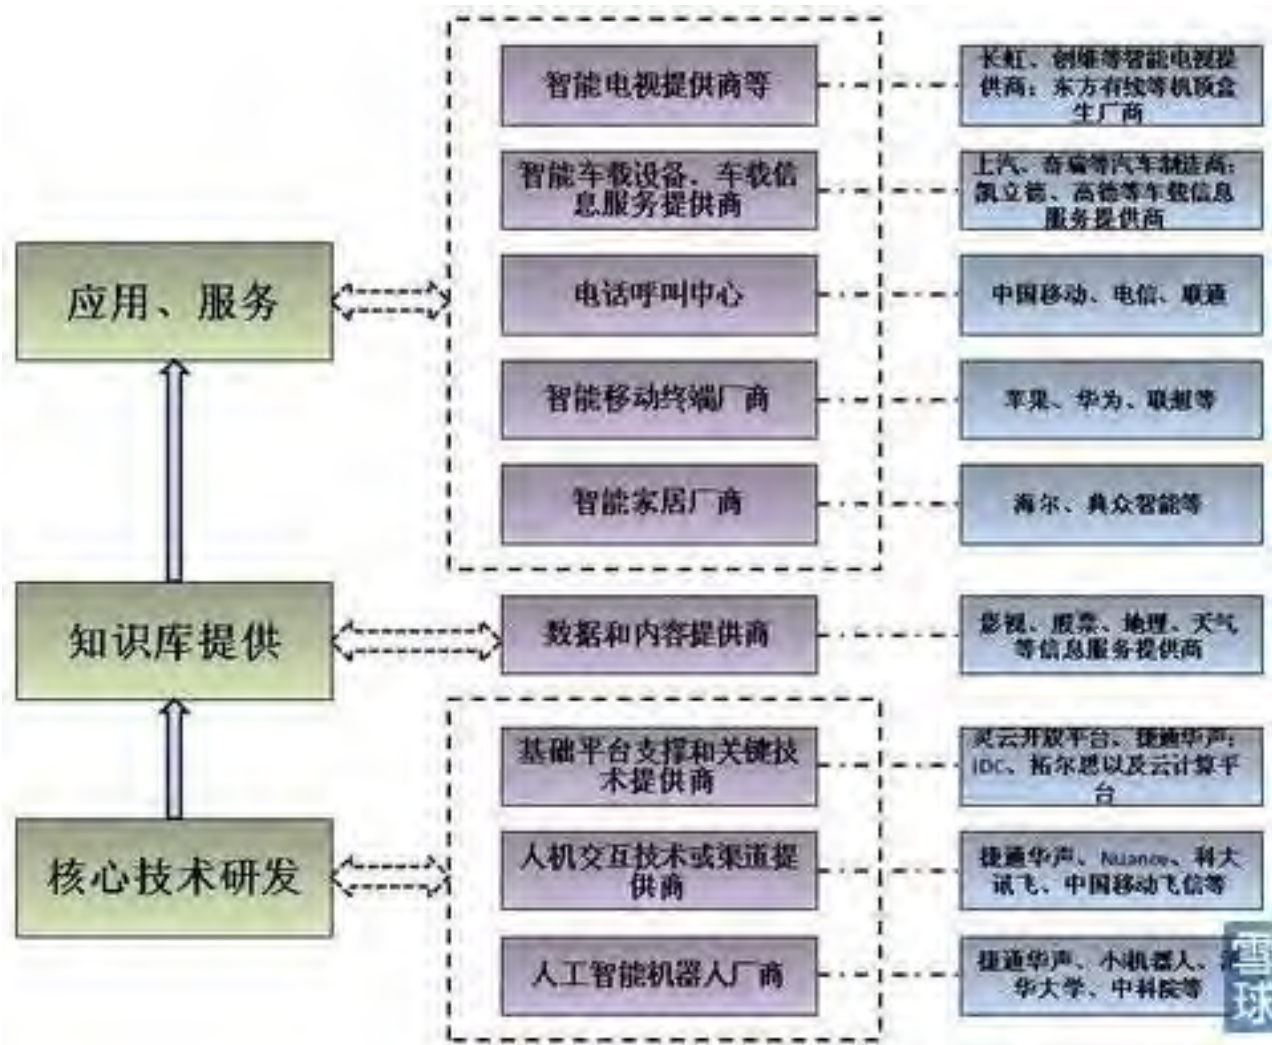 智能电视提供商等
长虹、创维等智能电视提
供商；东方有线等机顶盒
生厂商
智能车载设备、车载信
息服务提供商
上汽、奇瑞等汽车制造商；
凯立德、高德等车载信息
服务提供商
应用、服务
电话呼叫中心
中国移动、电信、联通
智能移动终端厂商
苹果、华为、联想等
智能家居厂商
海尔、典众智能等
知识库提供
数据和内容提供商
影视、股票、地理、天气
等信息服务提供商
基础平台支撑和关键技
术提供商
灵云开放平台、捷通华声；
IDC、拓尔思以及云计算平
台
核心技术研发
人机交互技术或渠道提
供商
捷通华声、Nuance、科大
讯飞、中国移动飞信等
人工智能机器人厂商
捷通华声、小i机器人、
华大学、中科院等
雪
球